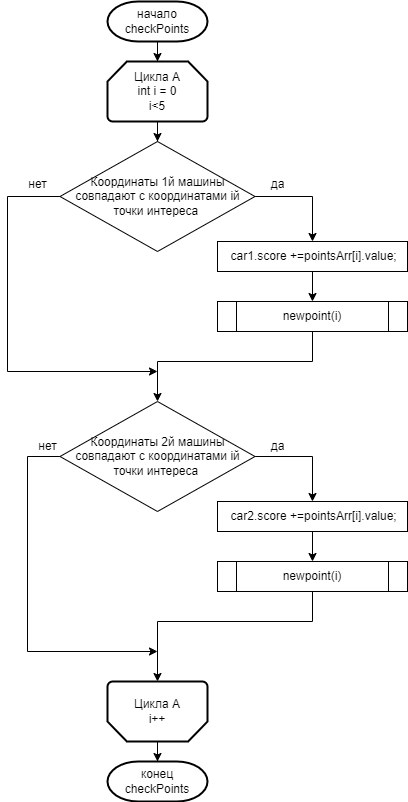 начало
checkPoints
Цикла А
int i = 0
i<5
нет
да
Координаты 1й машины
совпадают с координатами iй
точки интереса
car1.score +=pointsArr[i].value;
newpoint(i)
нет
да
Координаты 2й машины
совпадают с координатами iй
точки интереса
car2.score +=pointsArr[i].value;
newpoint(i)
Цикла А
i++
конец
checkPoints